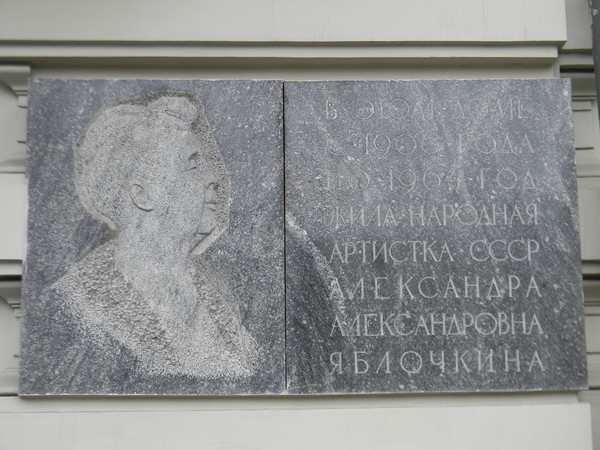 В ЭТОМ ДОМЕ
С 1906 ГОДА
ПО 1964 ГОД
ЖИЛА НАРОДНАЯ
АРТИСТКА СССР
АЛЕКСАНДРА
АЛЕКСАНДРОВНА
ЯБЛОЧКИНА